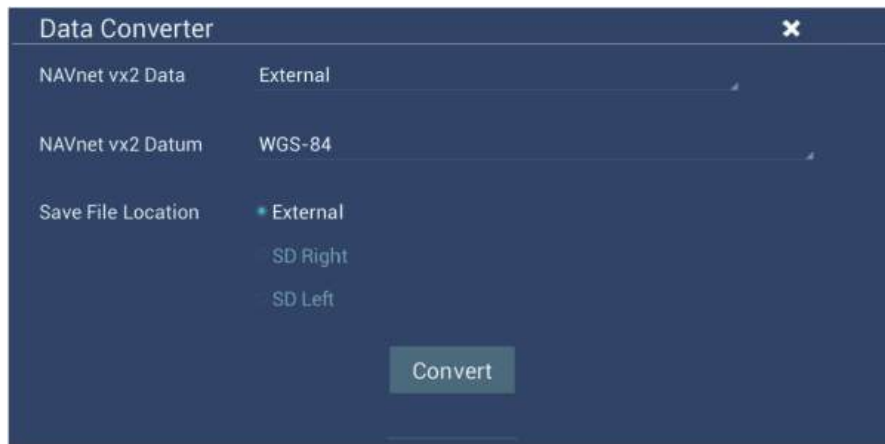 Data Converter
NAVnet vx2 Data External
NAVnet vx2 Datum WGS-84
Save File Location External
SD Right
SD Left
Convert